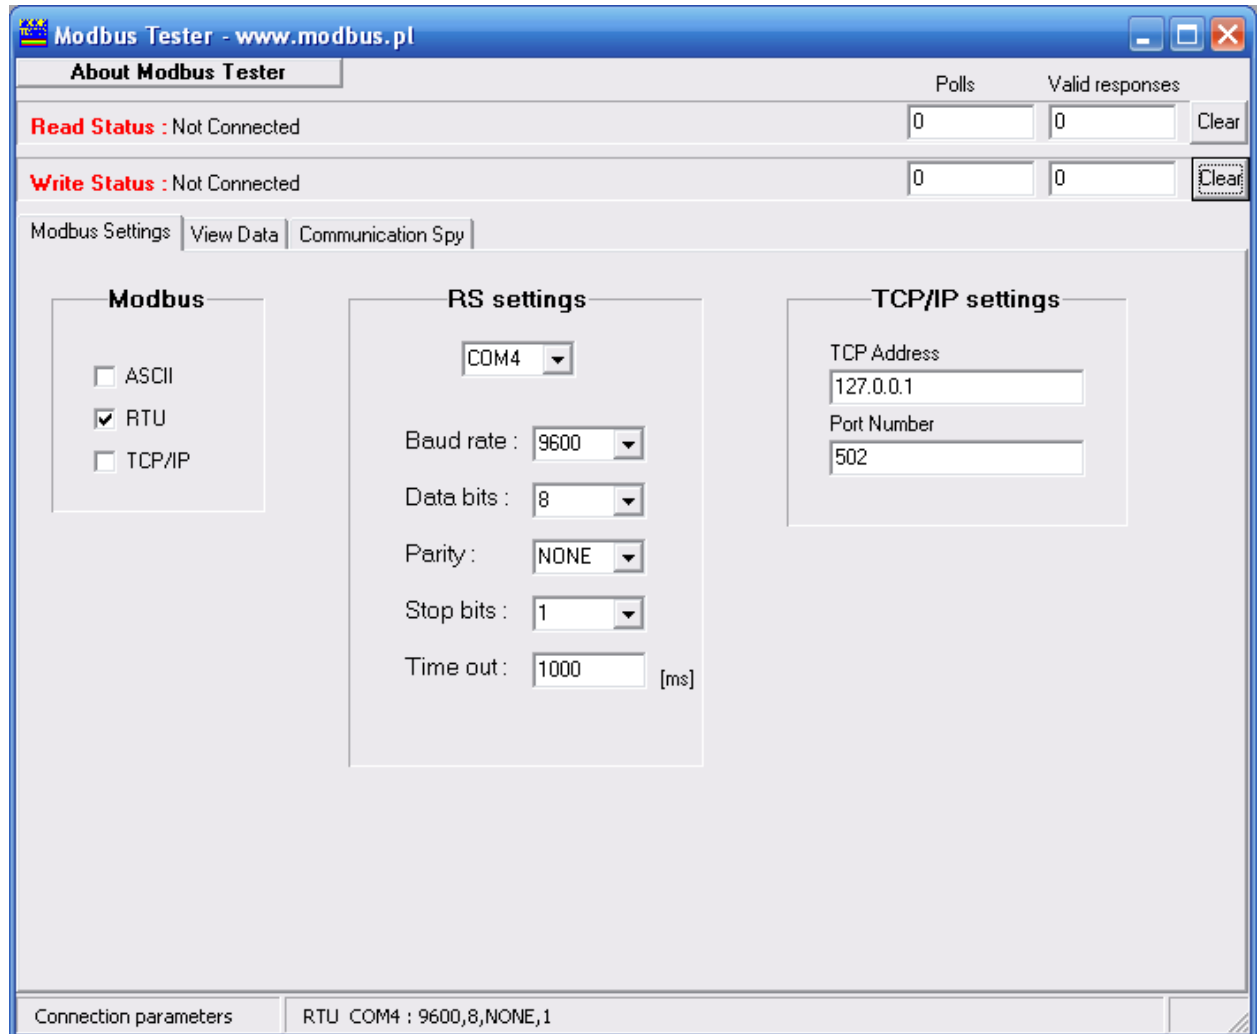 Modbus Tester - www.modbus.pl
About Modbus Tester
Polls Valid responses
Read Status : Not Connected 0 0 Clear
Write Status : Not Connected 0 0 Clear
Modbus Settings View Data Communication Spy
Modbus
ASCII
RTU
TCP/IP
RS settings
COM4
Baud rate : 9600
Data bits : 8
Parity : NONE
Stop bits : 1
Time out : 1000 [ms]
TCP/IP settings
TCP Address
127.0.0.1
Port Number
502
Connection parameters RTU COM4 : 9600,8,NONE,1